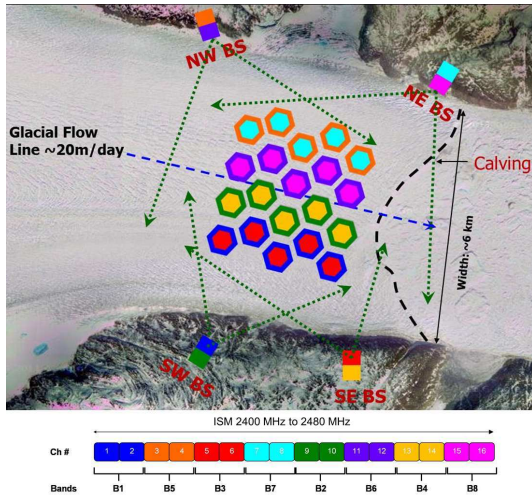 NW BS
NE BS
Glacial Flow
Line ~20m/day
Calving
Width: ~6 km
SW BS
SE BS
ISM 2400 MHz to 2480 MHz
Ch # 1 2 3 4 5 6 7 8 9 10 11 12 13 14 15 16
Bands B1 B5 B3 B7 B2 B6 B4 B8